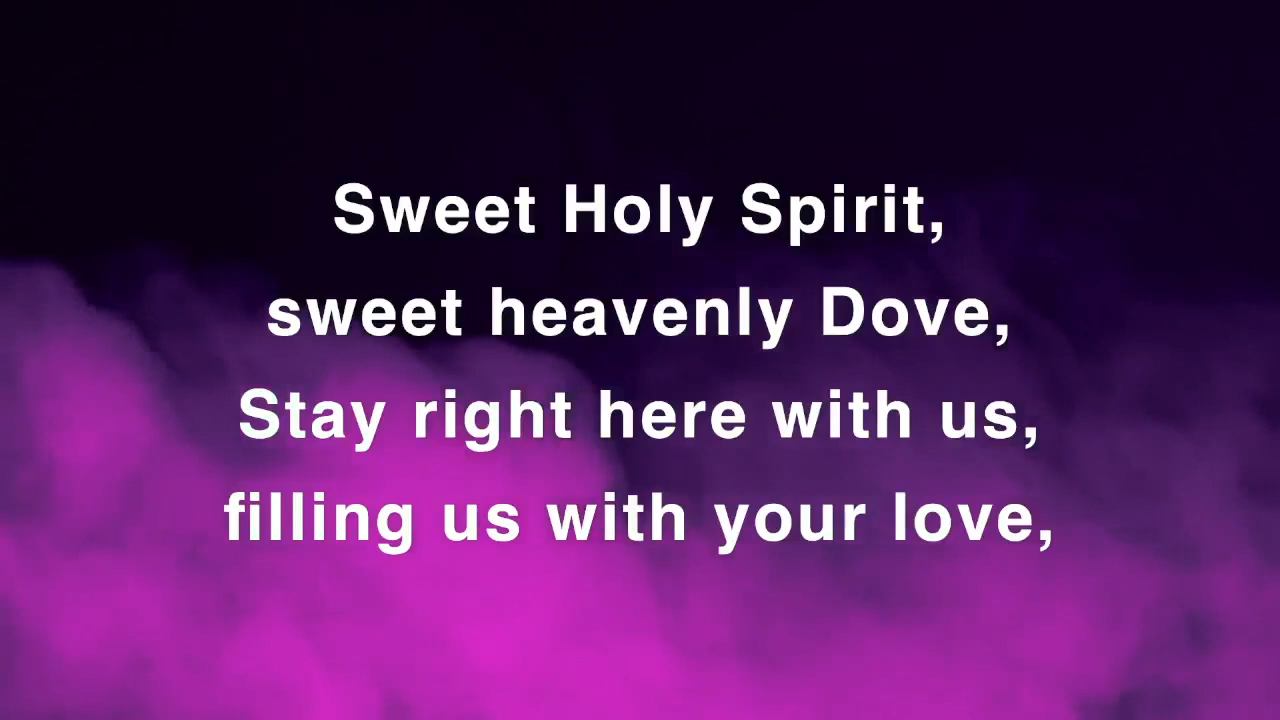 Sweet Holy Spirit,
sweet heavenly Dove,
Stay right here with us,
filling us with your love,